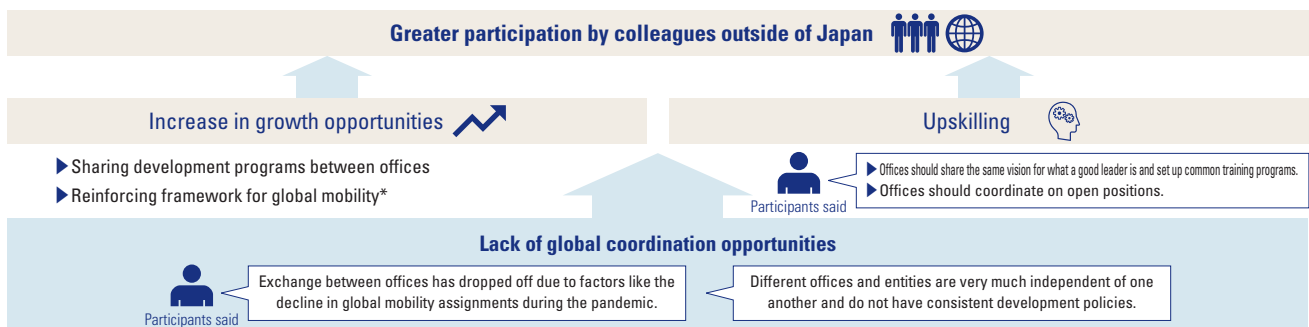 Greater participation by colleagues outside of Japan
Increase in growth opportunities
▶Sharing development programs between offices
▶Reinforcing framework for global mobility*
Upskilling
Participants said
▶Offices should share the same vision for what a good leader is and set up common training programs.
▶Offices should coordinate on open positions.
Lack of global coordination opportunities
Participants said
Exchange between offices has dropped off due to factors like the
decline in global mobility assignments during the pandemic.
Different offices and entities are very much independent of one
another and do not have consistent development policies.